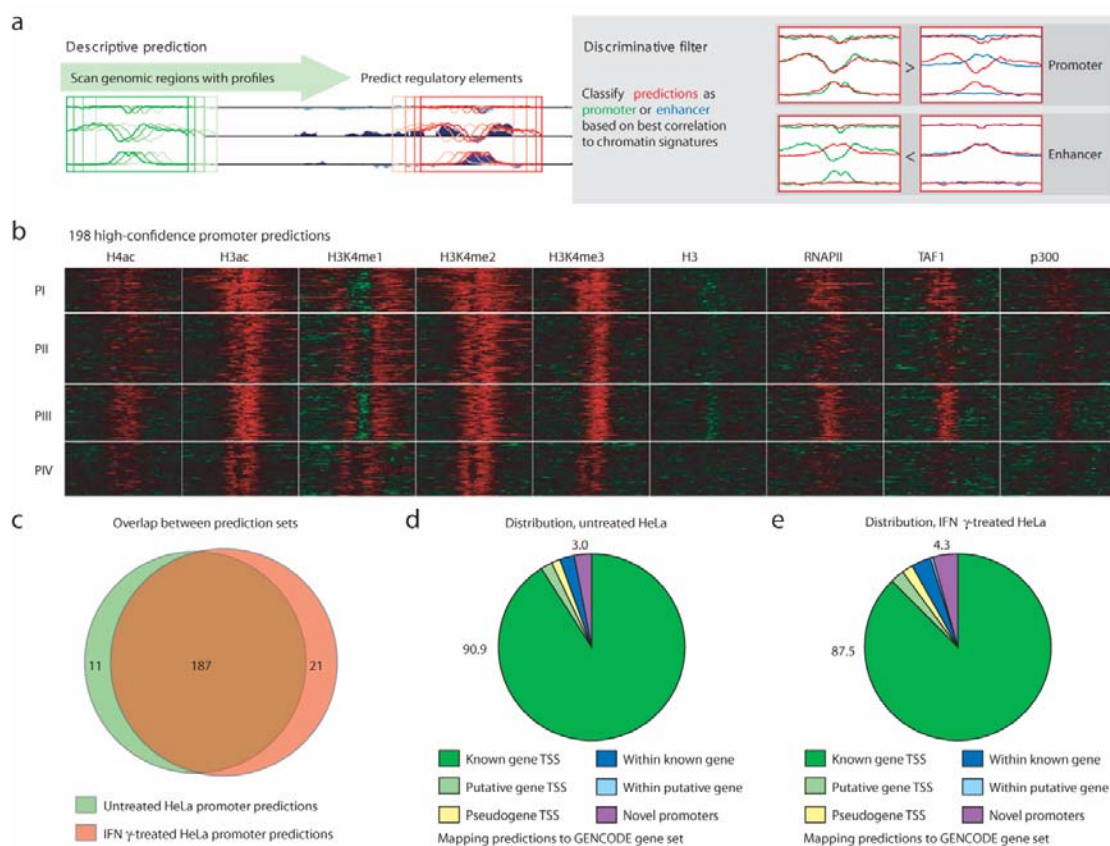 a
Descriptive prediction
Scan genomic regions with profiles
Predict regulatory elements
Discriminative filter
Classify predictions as
promoter or enhancer
based on best correlation
to chromatin signatures
>
Promoter
<
Enhancer
b
198 high-confidence promoter predictions
H4ac H3ac H3K4me1 H3K4me2 H3K4me3 H3 RNAPII TAF1 p300
PI
PII
PIII
PIV
c
Overlap between prediction sets
11
187
21
Untreated HeLa promoter predictions
IFN γ-treated HeLa promoter predictions
d
Distribution, untreated HeLa
3.0
90.9
Known gene TSS
Within known gene
Putative gene TSS
Within putative gene
Pseudogene TSS
Novel promoters
Mapping predictions to GENCODE gene set
e
Distribution, IFN γ-treated HeLa
4.3
87.5
Known gene TSS
Within known gene
Putative gene TSS
Within putative gene
Pseudogene TSS
Novel promoters
Mapping predictions to GENCODE gene set